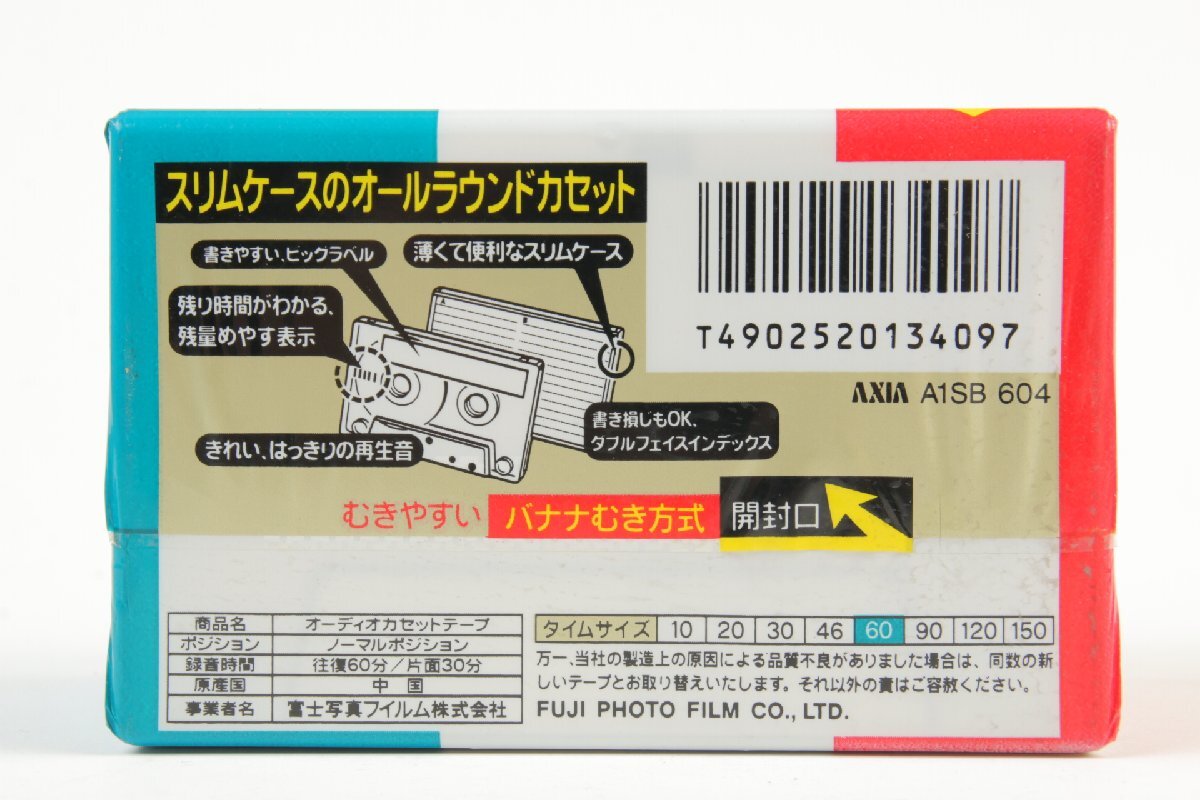 スリムケースのオールラウンドカセット
書きやすい、ビッグラベル
薄くて便利なスリムケース
残り時間がわかる、
残量めやす表示
T4902520134097
AXIA A1SB 604
書き損じもOK、
ダブルフェイスインデックス
きれい、はっきりの再生音
むきやすい バナナむき方式 開封口
商品名 オーディオカセットテープ
ポジション ノーマルポジション
録音時間 往復60分/片面30分
原産国 中国
事業者名 富士写真フイルム株式会社
タイムサイズ 10 20 30 46 60 90 120 150
万一、当社の製造上の原因による品質不良がありました場合は、同数の新
しいテープとお取り替えいたします。それ以外の責はご容赦ください。
FUJI PHOTO FILM CO., LTD.